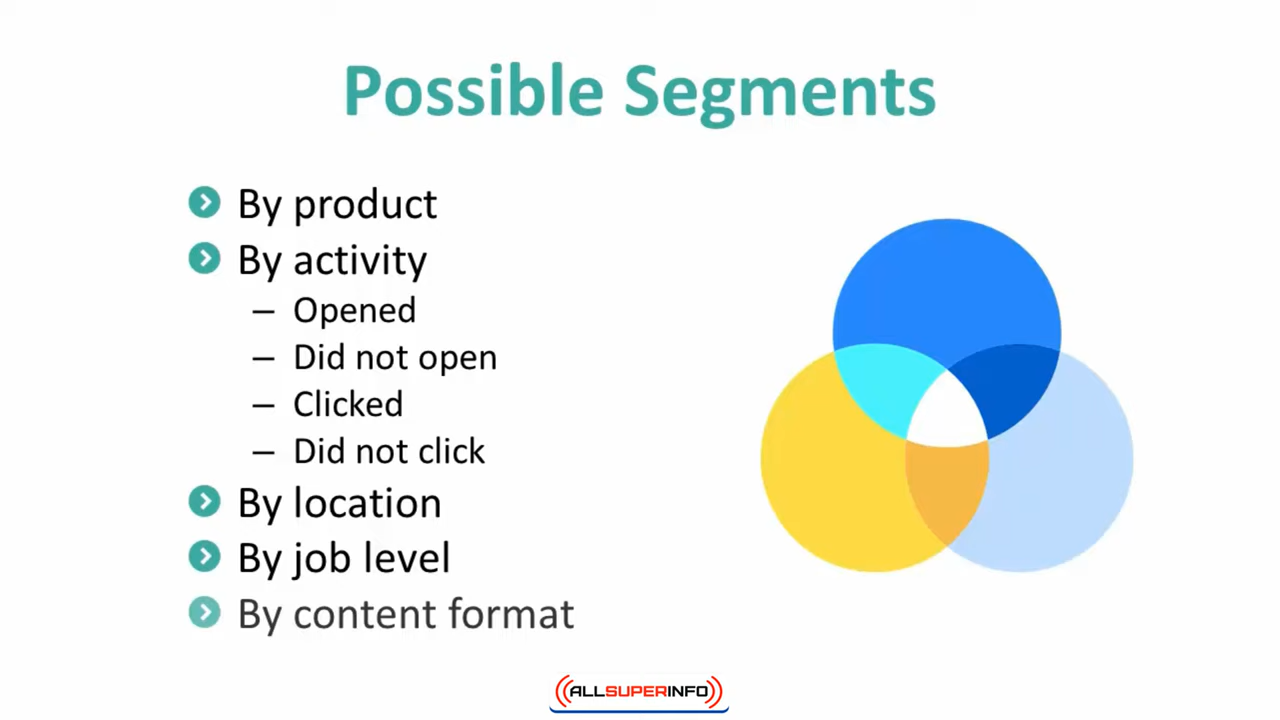 Possible Segments
By product
By activity
– Opened
– Did not open
– Clicked
– Did not click
By location
By job level
By content format
ALLSUPERINFO